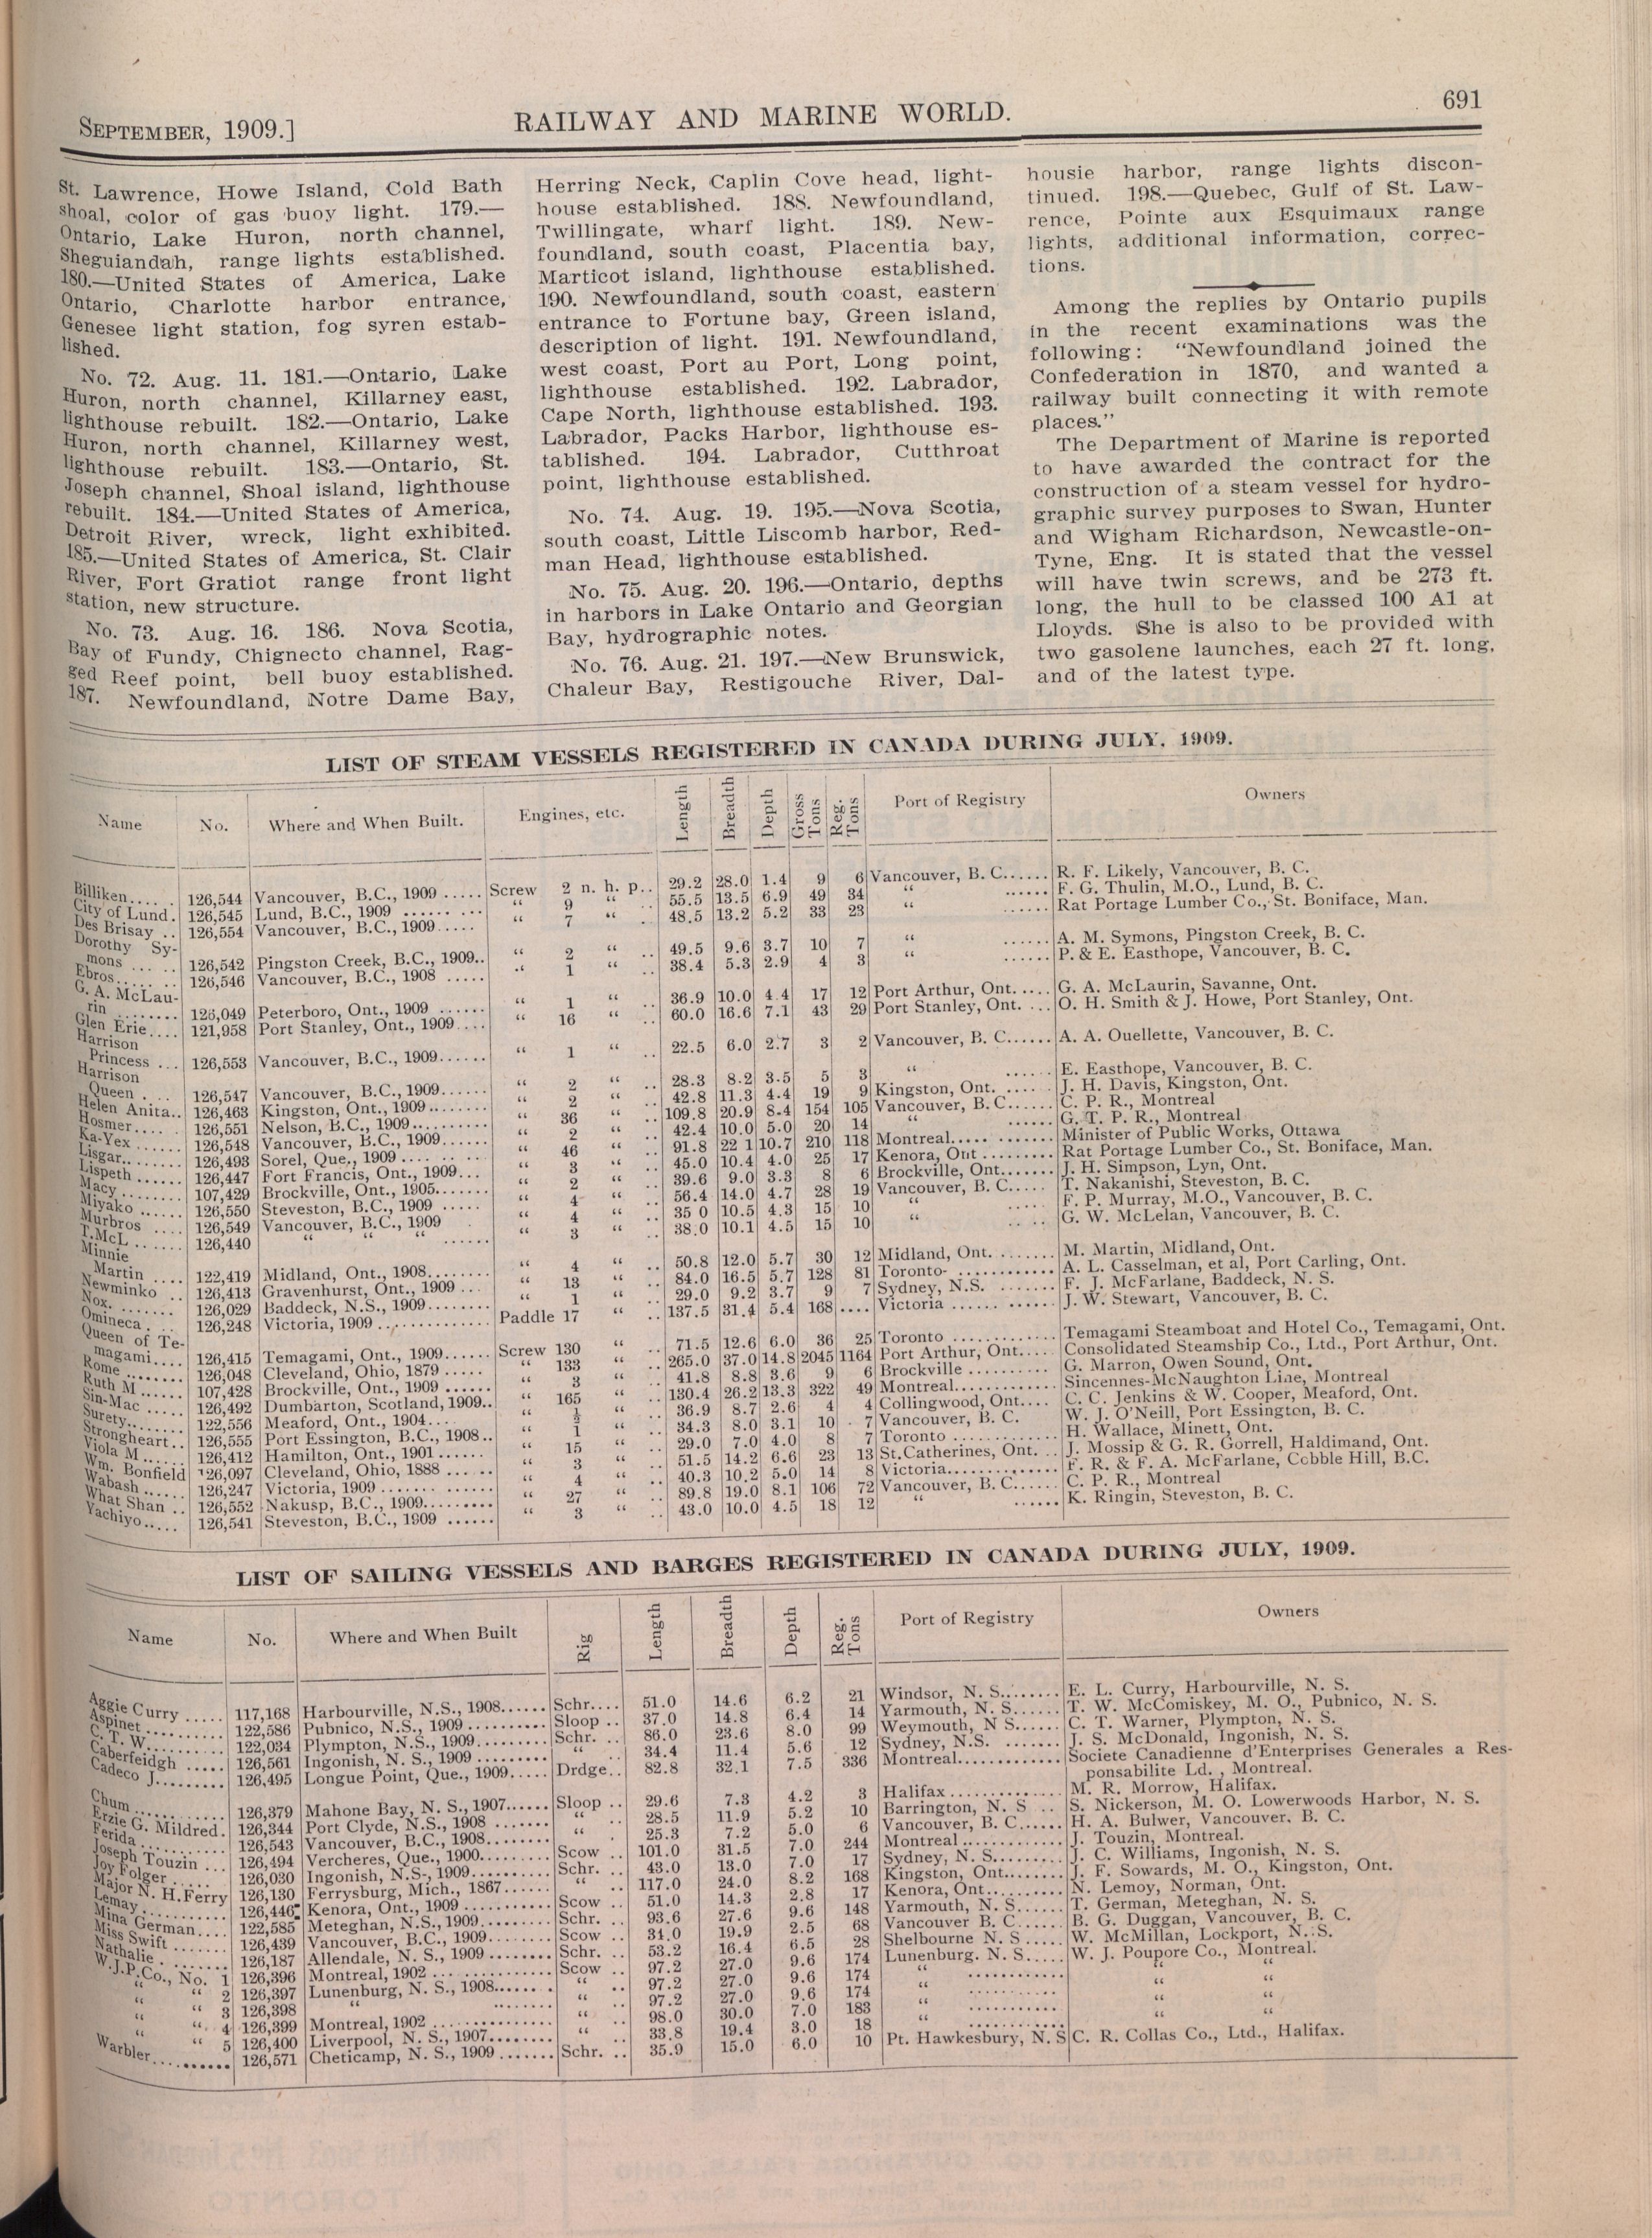 SEPTEMBER, 1909.]
RAILWAY AND MARINE WORLD.
691
St. Lawrence, Howe Island, Cold Bath
shoal, color of gas buoy light. 179.—
Ontario, Lake Huron, north channel,
Sheguiandah, range lights established.
180.—United States of America, Lake
Ontario, Charlotte harbor entrance,
Genesee light station, fog syren estab-
lished.
No. 72. Aug. 11. 181.—Ontario, Lake
Huron, north channel, Killarney east,
lighthouse rebuilt. 182.—Ontario, Lake
Huron, north channel, Killarney west,
lighthouse rebuilt. 183.—Ontario, St.
Joseph channel, Shoal island, lighthouse
rebuilt. 184.—United States of America,
Detroit River, wreck, light exhibited.
185.—United States of America, St. Clair
River, Fort Gratiot range front light
station, new structure.
No. 73. Aug. 16. 186. Nova Scotia,
Bay of Fundy, Chignecto channel, Rag-
ged Reef point, bell buoy established.
187. Newfoundland, Notre Dame Bay,
Herring Neck, Caplin Cove head, light-
house established. 188. Newfoundland,
Twillingate, wharf light. 189. New-
foundland, south coast, Placentia bay,
Marticot island, lighthouse established.
190. Newfoundland, south coast, eastern
entrance to Fortune bay, Green island,
description of light. 191. Newfoundland,
west coast, Port au Port, Long point,
lighthouse established. 192. Labrador,
Cape North, lighthouse established. 193.
Labrador, Packs Harbor, lighthouse es-
tablished. 194. Labrador, Cutthroat
point, lighthouse established.
No. 74. Aug. 19. 195.—Nova Scotia,
south coast, Little Liscomb harbor, Red-
man Head, lighthouse established.
No. 75. Aug. 20. 196.—Ontario, depths
in harbors in Lake Ontario and Georgian
Bay, hydrographic notes.
No. 76. Aug. 21. 197.—New Brunswick,
Chaleur Bay, Restigouche River, Dal-
housie harbor, range lights discon-
tinued. 198.—Quebec, Gulf of St. Law-
rence, Pointe aux Esquimaux range
lights, additional information, correc-
tions.
Among the replies by Ontario pupils
in the recent examinations was the
following: "Newfoundland joined the
Confederation in 1870, and wanted a
railway built connecting it with remote
places."
The Department of Marine is reported
to have awarded the contract for the
construction of a steam vessel for hydro-
graphic survey purposes to Swan, Hunter
and Wigham Richardson, Newcastle-on-
Tyne, Eng. It is stated that the vessel
will have twin screws, and be 273 ft.
long, the hull to be classed 100 A1 at
Lloyds. She is also to be provided with
two gasolene launches, each 27 ft. long,
and of the latest type.
LIST OF STEAM VESSELS REGISTERED IN CANADA DURING JULY, 1909.
Name No. Where and When Built. Engines, etc. Length Breadth Depth Gross Tons Reg. Tons Port of Registry Owners
Billiken..... 126,544 Vancouver, B.C., 1909..... Screw 2 n. h. p.. 29.2 28.0 1.4 9 6 Vancouver, B. C...... R. F. Likely, Vancouver, B. C.
City of Lund. 126,545 Lund, B.C., 1909 ......... " 9 " .. 55.5 13.5 6.9 49 34 " ...... F. G. Thulin, M.O., Lund, B. C.
Des Brisay .. 126,554 Vancouver, B.C., 1909..... " 7 " .. 48.5 13.2 5.2 33 23 " ...... Rat Portage Lumber Co., St. Boniface, Man.
Dorothy Sy-
mons ..... 126,542 Pingston Creek, B.C., 1909.. " 2 " .. 49.5 9.6 3.7 10 7 " ...... A. M. Symons, Pingston Creek, B. C.
Ebros....... 126,546 Vancouver, B.C., 1908 ..... " 1 " .. 38.4 5.3 2.9 4 3 " ...... P. & E. Easthope, Vancouver, B. C.
G. A. McLau-
rin ........ 126,049 Peterboro, Ont., 1909 ...... " 1 " .. 36.9 10.0 4.4 17 12 Port Arthur, Ont..... G. A. McLaurin, Savanne, Ont.
Glen Erie.... 121,958 Port Stanley, Ont., 1909.... " 16 " .. 60.0 16.6 7.1 43 29 Port Stanley, Ont. ... O. H. Smith & J. Howe, Port Stanley, Ont.
Harrison
Princess ... 126,553 Vancouver, B.C., 1909...... " 1 " .. 22.5 6.0 2.7 3 2 Vancouver, B. C...... A. A. Ouellette, Vancouver, B. C.
Harrison
Queen .... 126,547 Vancouver, B.C., 1909...... " 2 " .. 28.3 8.2 3.5 5 3 " ...... E. Easthope, Vancouver, B. C.
Helen Anita.. 126,463 Kingston, Ont., 1909........ " 2 " .. 42.8 11.3 4.4 19 9 Kingston, Ont. ..... J. H. Davis, Kingston, Ont.
Hosmer..... 126,551 Nelson, B.C., 1909.......... " 36 " .. 109.8 20.9 8.4 154 105 Vancouver, B. C...... C. P. R., Montreal
Ka-Yex ...... 126,548 Vancouver, B.C., 1909...... " 2 " .. 42.4 10.0 5.0 20 14 " ...... G. T. P. R., Montreal
Lisgar....... 126,493 Sorel, Que., 1909 .......... " 46 " .. 91.8 22 1 10.7 210 118 Montreal............ Minister of Public Works, Ottawa
Lispeth ...... 126,447 Fort Francis, Ont., 1909... " 3 " .. 45.0 10.4 4.0 25 17 Kenora, Ont ......... Rat Portage Lumber Co., St. Boniface, Man.
Macy ........ 107,429 Brockville, Ont., 1905....... " 2 " .. 39.6 9.0 3.3 8 6 Brockville, Ont....... J. H. Simpson, Lyn, Ont.
Miyako ...... 126,550 Steveston, B.C., 1909 ..... " 4 " .. 56.4 14.0 4.7 28 19 Vancouver, B. C..... T. Nakanishi, Steveston, B. C.
Murbros .... 126,549 Vancouver, B.C., 1909 " 4 " .. 35 0 10.5 4.3 15 10 " ..... F. P. Murray, M.O., Vancouver, B. C.
T.McL ...... 126,440 " " " ...... " 3 " .. 38.0 10.1 4.5 15 10 " .... G. W. McLelan, Vancouver, B. C.
Minnie
Martin .... 122,419 Midland, Ont., 1908........ " 4 " .. 50.8 12.0 5.7 30 12 Midland, Ont. ....... M. Martin, Midland, Ont.
Newminko .. 126,413 Gravenhurst, Ont., 1909 ... " 13 " .. 84.0 16.5 5.7 128 81 Toronto- ............ A. L. Casselman, et al, Port Carling, Ont.
Nox. ....... 126,029 Baddeck, N.S., 1909........ " 1 " .. 29.0 9.2 3.7 9 7 Sydney, N.S. ........ F. J. McFarlane, Baddeck, N. S.
Omineca. ... 126,248 Victoria, 1909 ............. Paddle 17 " .. 137.5 31.4 5.4 168 .... Victoria ............ J. W. Stewart, Vancouver, B. C.
Queen of Te-
magami.... 126,415 Temagami, Ont., 1909...... Screw 130 " .. 71.5 12.6 6.0 36 25 Toronto ............. Temagami Steamboat and Hotel Co., Temagami, Ont.
Rome ........ 126,048 Cleveland, Ohio, 1879 ..... " 133 " .. 265.0 37.0 14.8 2045 1164 Port Arthur, Ont.... Consolidated Steamship Co., Ltd., Port Arthur, Ont.
Ruth M ...... 107,428 Brockville, Ont., 1909 ...... " 3 " .. 41.8 8.8 3.6 9 6 Brockville .......... G. Marron, Owen Sound, Ont.
Sin-Mac ..... 126,492 Dumbarton, Scotland, 1909.. " 165 " .. 130.4 26.2 13.3 322 49 Montreal............ Sincennes-McNaughton Line, Montreal
Surety....... 122,556 Meaford, Ont., 1904.... " ½ " .. 36.9 8.7 2.6 4 4 Collingwood, Ont.... C. C. Jenkins & W. Cooper, Meaford, Ont.
Strongheart.. 126,555 Port Essington, B.C., 1908.. " 1 " .. 34.3 8.0 3.1 10 7 Vancouver, B. C. W. J. O'Neill, Port Essington, B. C.
Viola M ...... 126,412 Hamilton, Ont., 1901 ...... " 15 " .. 29.0 7.0 4.0 8 7 Toronto ............. H. Wallace, Minett, Ont.
Wm. Bonfield 126,097 Cleveland, Ohio, 1888 ...... " 3 " .. 51.5 14.2 6.6 23 13 St.Catherines, Ont. .. J. Mossip & G. R. Gorrell, Haldimand, Ont.
Wabash ...... 126,247 Victoria, 1909 ............. " 4 " .. 40.3 10.2 5.0 14 8 Victoria............. F. R. & F. A. McFarlane, Cobble Hill, B.C.
What Shan .. 126,552 Nakusp, B.C., 1909......... " 27 " .. 89.8 19.0 8.1 106 72 Vancouver, B. C...... C. P. R., Montreal
Yachiyo..... 126,541 Steveston, B.C., 1909 ...... " 3 " .. 43.0 10.0 4.5 18 12 " ...... K. Ringin, Steveston, B. C.
LIST OF SAILING VESSELS AND BARGES REGISTERED IN CANADA DURING JULY, 1909.
Name No. Where and When Built Rig Length Breadth Depth Reg. Tons Port of Registry Owners
Aggie Curry ..... 117,168 Harbourville, N.S., 1908...... Schr.... 51.0 14.6 6.2 21 Windsor, N. S........ E. L. Curry, Harbourville, N. S.
Aspinet .......... 122,586 Pubnico, N.S., 1909 .......... Sloop .. 37.0 14.8 6.4 14 Yarmouth, N. S...... T. W. McComiskey, M. O., Pubnico, N. S.
C. T. W.......... 122,034 Plympton, N.S., 1909......... Schr. .. 86.0 23.6 8.0 99 Weymouth, N S...... C. T. Warner, Plympton, N. S.
Caberfeidgh ..... 126,561 Ingonish, N. S., 1909 ......... " .. 34.4 11.4 5.6 12 Sydney, N.S. ........ J. S. McDonald, Ingonish, N. S.
Cadeco J......... 126,495 Longue Point, Que., 1909..... Drdge.. 82.8 32.1 7.5 336 Montreal............ Societe Canadienne d'Enterprises Generales a Res-
ponsabilite Ld. , Montreal.
Chum ........... 126,379 Mahone Bay, N. S., 1907...... Sloop .. 29.6 7.3 4.2 3 Halifax............. M. R. Morrow, Halifax.
Erzie G. Mildred. 126,344 Port Clyde, N.S., 1908 ....... " .. 28.5 11.9 5.2 10 Barrington, N. S .. S. Nickerson, M. O. Lowerwoods Harbor, N. S.
Ferida ........... 126,543 Vancouver, B.C., 1908........ " . 25.3 7.2 5.0 6 Vancouver, B. C...... H. A. Bulwer, Vancouver, B. C.
Joseph Touzin ... 126,494 Vercheres, Que., 1900......... Scow .. 101.0 31.5 7.0 244 Montreal............. J. Touzin, Montreal.
Joy Folger ..... 126,030 Ingonish, N.S., 1909.......... Schr. .. 43.0 13.0 7.0 17 Sydney, N. S......... J. C. Williams, Ingonish, N. S.
Major N. H.Ferry 126,130 Ferrysburg, Mich., 1867...... " .. 117.0 24.0 8.2 168 Kingston, Ont........ J. F. Sowards, M. O., Kingston, Ont.
Lemay.......... 126,446 Kenora, Ont., 1909 ........... Scow .. 51.0 14.3 2.8 17 Kenora, Ont.......... N. Lemoy, Norman, Ont.
Mina German.... 122,585 Meteghan, N.S., 1909......... Schr. .. 93.6 27.6 9.6 148 Yarmouth, N. S...... T. German, Meteghan, N. S.
Miss Swift ....... 126,439 Vancouver, B.C., 1909........ Scow .. 31.0 19.9 2.5 68 Vancouver B. C...... B. G. Duggan, Vancouver, B. C.
Nathalie. ....... 126,187 Allendale, N. S., 1909 ........ Schr. .. 53.2 16.4 6.5 28 Shelbourne N. S ..... W. McMillan, Lockport, N. S.
W.J.P.Co., No. 1 126,396 Montreal, 1902 .............. Scow .. 97.2 27.0 9.6 174 Lunenburg. N. S..... W. J. Poupore Co., Montreal.
" " 2 126,397 Lunenburg, N. S., 1908....... " .. 97.2 27.0 9.6 174 " ........... " "
" " 3 126,398 " ........ " .. 97.2 27.0 9.6 174 " ........... " "
" " 4 126,399 Montreal, 1902 .............. " .. 98.0 30.0 7.0 183 " ........... " "
" " 5 126,400 Liverpool, N. S., 1907........ " .. 33.8 19.4 3.0 18 " ........... " "
Warbler.......... 126,571 Cheticamp, N. S., 1909 ....... Schr. .. 35.9 15.0 6.0 10 Pt. Hawkesbury, N. S C. R. Collas Co., Ltd., Halifax.